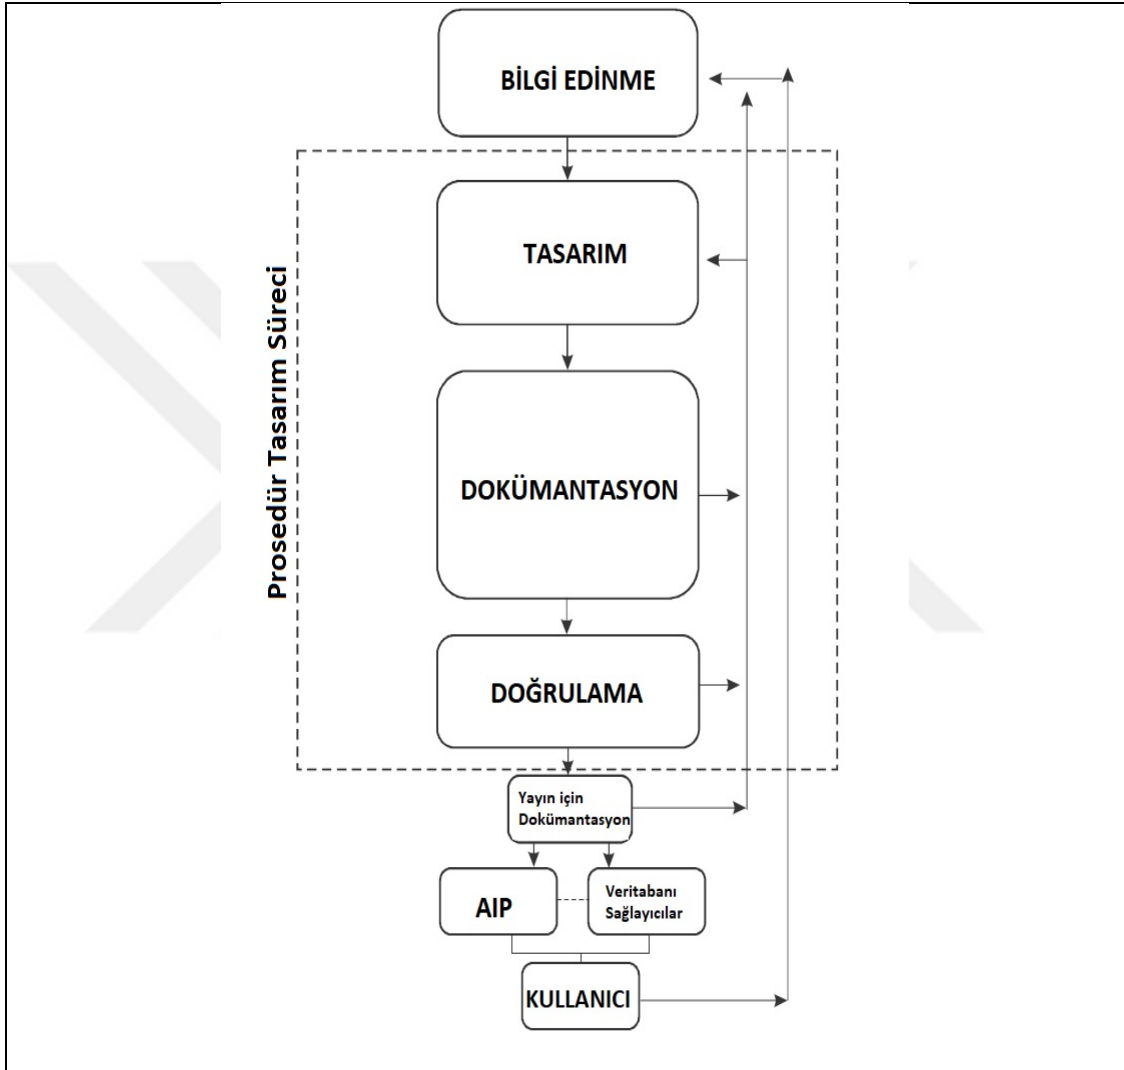 BİLGİ EDİNME
Prosedür Tasarım Süreci
TASARIM
DOKÜMANTASYON
DOĞRULAMA
Yayın için
Dokümantasyon
AIP
Veritabanı
Sağlayıcılar
KULLANICI